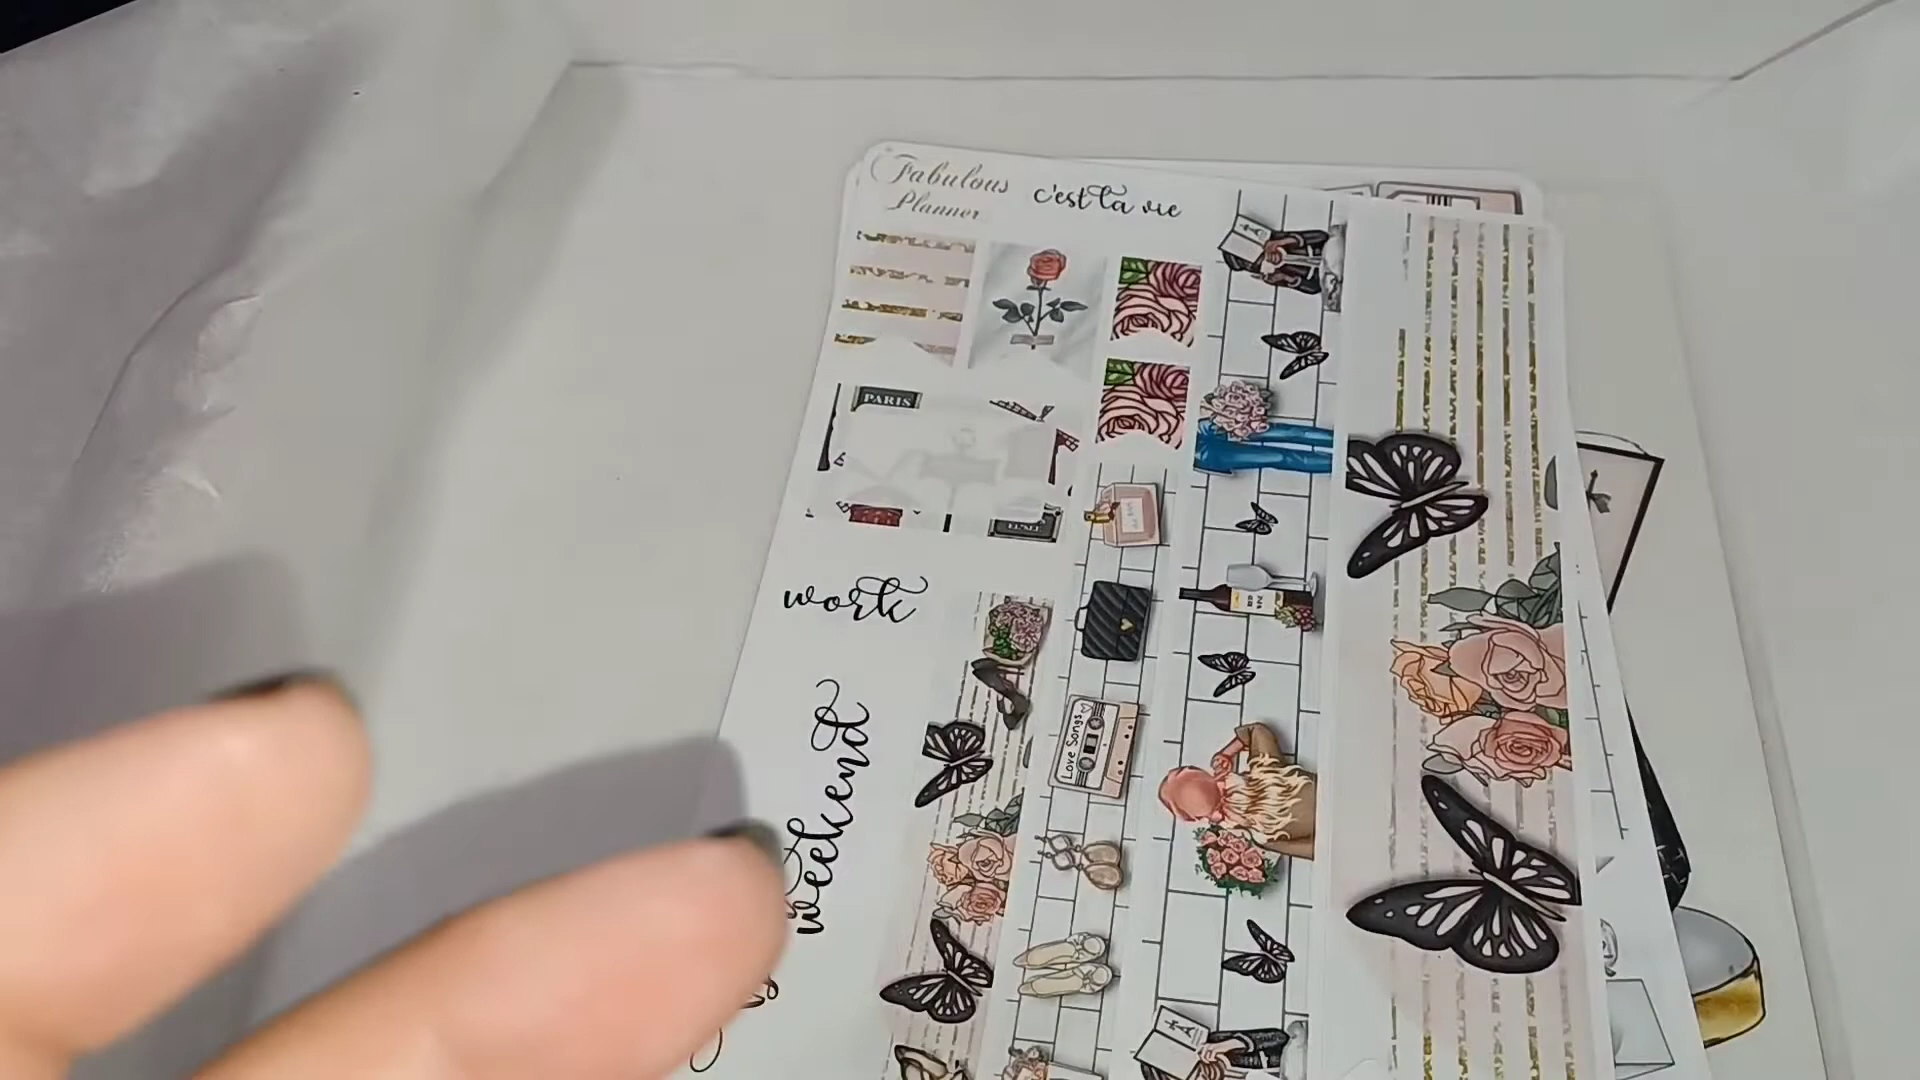 Fabulous
Planner
c'est la vie
PARIS
work
Love Songs
weekend